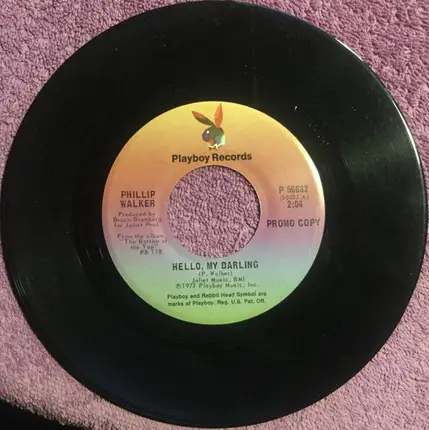 Playboy Records
PHILLIP
WALKER
Produced by
Bruce Bromberg
for Joliet Prod.
From the album
"The Bottom of
the Top"
PB 118
P 50032
2:04
PROMO COPY
HELLO, MY DARLING
(P. Walker)
Joliet Music, BMI
©1973 Playboy Music, Inc.
Playboy and Rabbit Head Symbol are
marks of Playboy, Reg. U.S. Pat. Off.